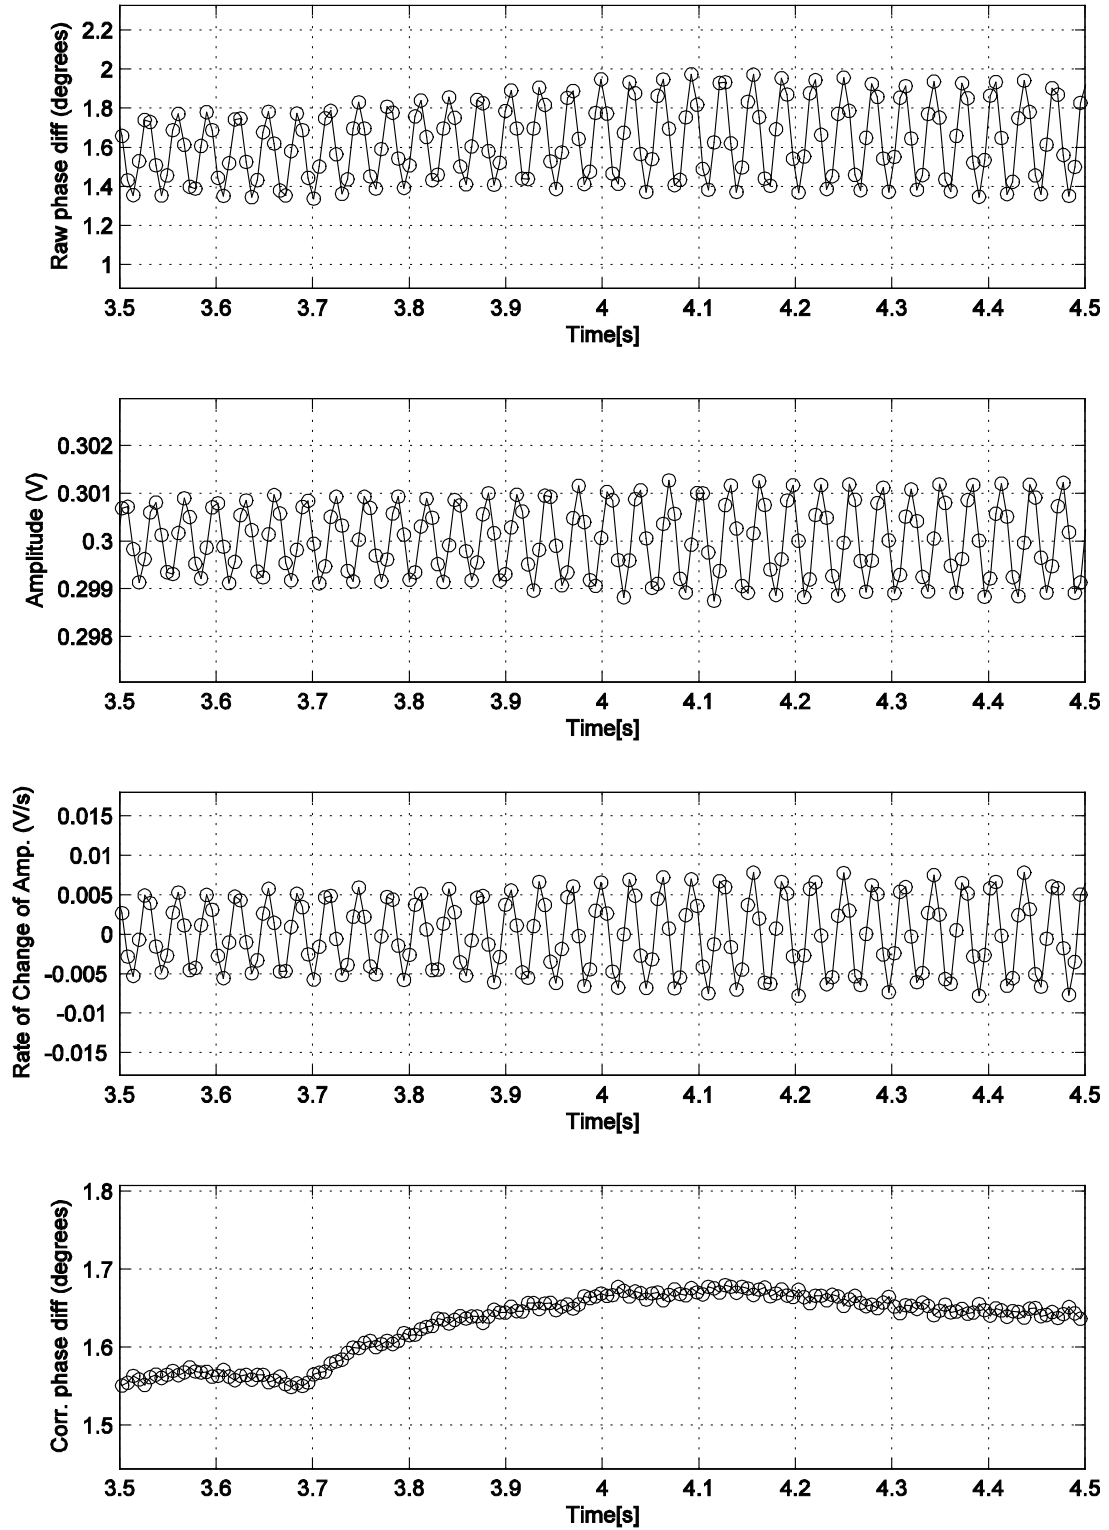 Raw phase diff (degrees)
2.2
2
1.8
1.6
1.4
1.2
1
3.5 3.6 3.7 3.8 3.9 4 4.1 4.2 4.3 4.4 4.5
Time[s]
Amplitude (V)
0.302
0.301
0.3
0.299
0.298
3.5 3.6 3.7 3.8 3.9 4 4.1 4.2 4.3 4.4 4.5
Time[s]
Rate of Change of Amp. (V/s)
0.015
0.01
0.005
0
-0.005
-0.01
-0.015
3.5 3.6 3.7 3.8 3.9 4 4.1 4.2 4.3 4.4 4.5
Time[s]
Corr. phase diff (degrees)
1.8
1.7
1.6
1.5
3.5 3.6 3.7 3.8 3.9 4 4.1 4.2 4.3 4.4 4.5
Time[s]